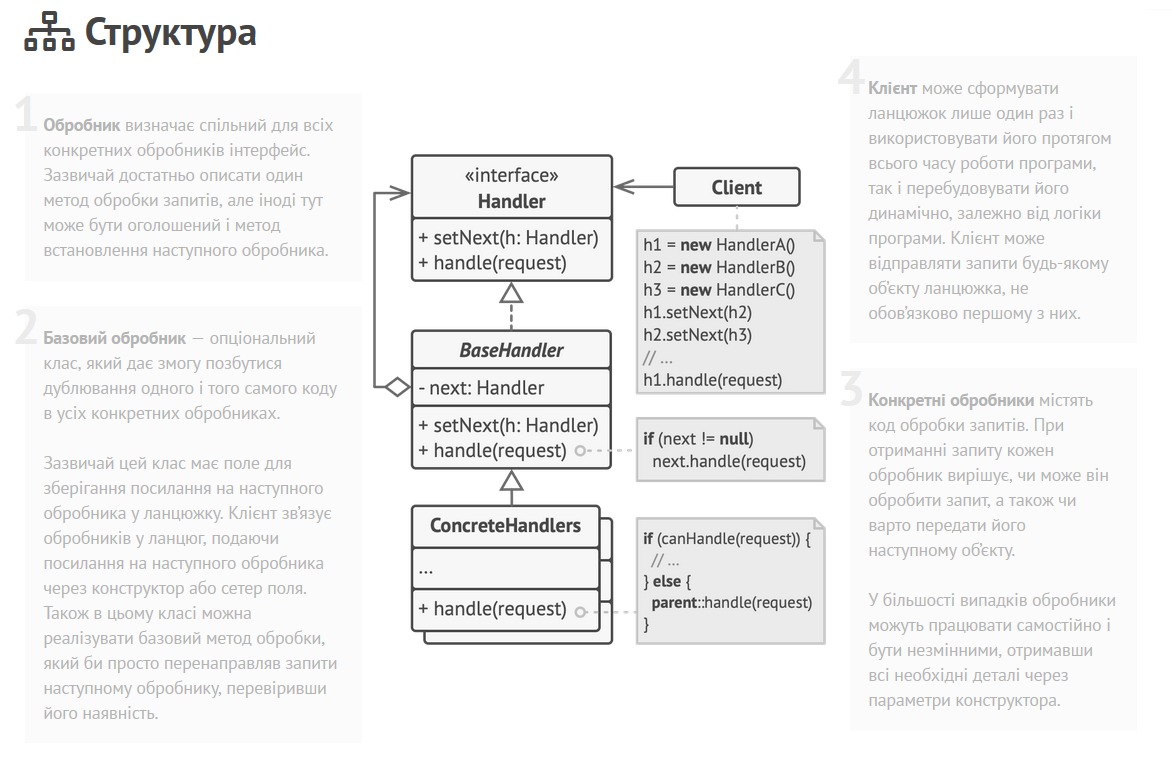 Структура
1
Обробник визначає спільний для всіх
конкретних обробників інтерфейс.
Зазвичай достатньо описати один
метод обробки запитів, але іноді тут
може бути оголошений і метод
встановлення наступного обробника.
2
Базовий обробник — опціональний
клас, який дає змогу позбутися
дублювання одного і того самого коду
в усіх конкретних обробниках.
Зазвичай цей клас має поле для
зберігання посилання на наступного
обробника у ланцюжку. Клієнт зв'язує
обробників у ланцюг, подаючи
посилання на наступного обробника
через конструктор або сетер поля.
Також в цьому класі можна
реалізувати базовий метод обробки,
який би просто перенаправляв запити
наступному обробнику, перевіривши
його наявність.
«interface»
Handler
+ setNext(h: Handler)
+ handle(request)
BaseHandler
- next: Handler
+ setNext(h: Handler)
+ handle(request)
ConcreteHandlers
...
+ handle(request)
Client
h1 = new HandlerA()
h2 = new HandlerB()
h3 = new HandlerC()
h1.setNext(h2)
h2.setNext(h3)
// ...
h1.handle(request)
if (next != null)
next.handle(request)
if (canHandle(request)) {
// ...
} else {
parent::handle(request)
}
4
Клієнт може сформувати
ланцюжок лише один раз і
використовувати його протягом
всього часу роботи програми,
так і перебудовувати його
динамічно, залежно від логіки
програми. Клієнт може
відправляти запити будь-якому
об'єкту ланцюжка, не
обов'язково першому з них.
3
Конкретні обробники містять
код обробки запитів. При
отриманні запиту кожен
обробник вирішує, чи може він
обробити запит, а також чи
варто передати його
наступному об'єкту.
У більшості випадків обробники
можуть працювати самостійно і
бути незмінними, отримавши
всі необхідні деталі через
параметри конструктора.